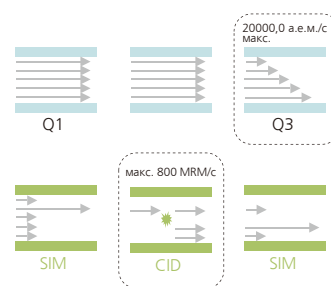 20000,0 а.е.м./с
макс.
Q1
Q3
макс. 800 MRM/с
SIM
CID
SIM